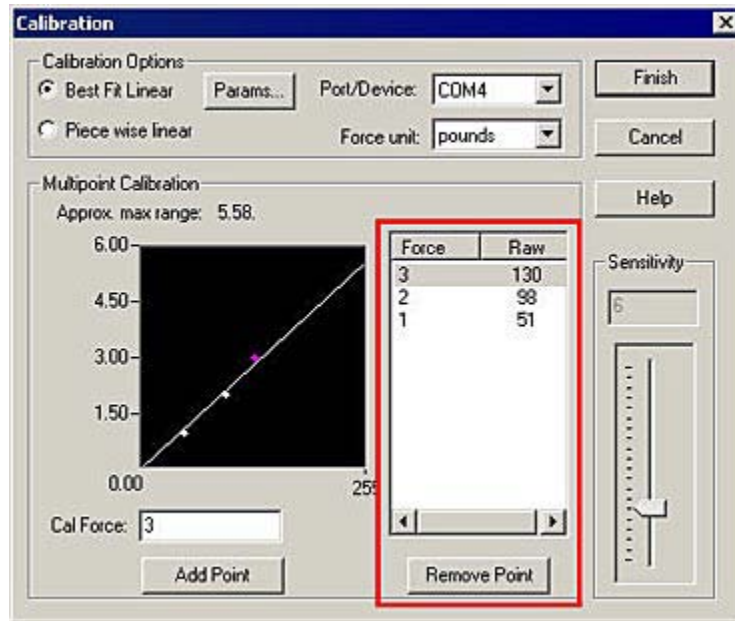 Calibration
Calibration Options
Best Fit Linear
Params...
Port/Device:
COM4
Finish
Piece wise linear
Force unit:
pounds
Cancel
Multipoint Calibration
Help
Approx. max range: 5.58.
6.00
4.50
3.00
1.50
0.00
255
Force Raw
3 130
2 98
1 51
Sensitivity
6
Cal Force:
3
Add Point
Remove Point